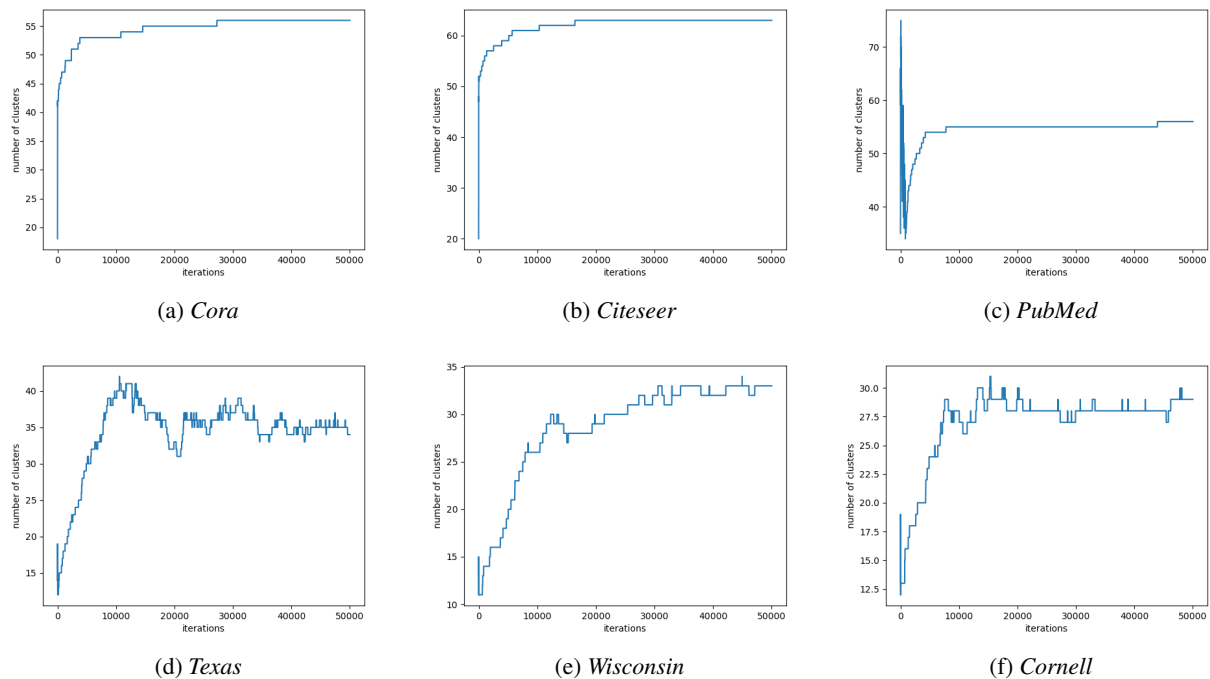 55
50
45
40
35
30
25
20
number of clusters
0 10000 20000 30000 40000 50000
iterations
(a) Cora
60
50
40
30
20
number of clusters
0 10000 20000 30000 40000 50000
iterations
(b) Citeseer
70
60
50
40
number of clusters
0 10000 20000 30000 40000 50000
iterations
(c) PubMed
40
35
30
25
20
15
number of clusters
0 10000 20000 30000 40000 50000
iterations
(d) Texas
35
30
25
20
15
10
number of clusters
0 10000 20000 30000 40000 50000
iterations
(e) Wisconsin
30.0
27.5
25.0
22.5
20.0
17.5
15.0
12.5
number of clusters
0 10000 20000 30000 40000 50000
iterations
(f) Cornell